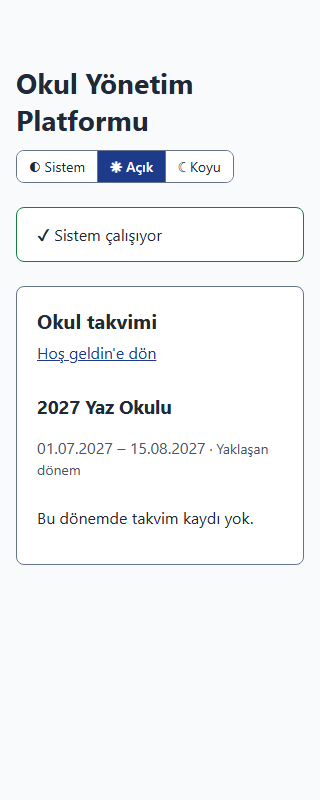 Okul Yönetim
Platformu
Sistem
Açık
Koyu
✓ Sistem çalışıyor
Okul takvimi
Hoş geldin'e dön
2027 Yaz Okulu
01.07.2027 – 15.08.2027 · Yaklaşan
dönem
Bu dönemde takvim kaydı yok.